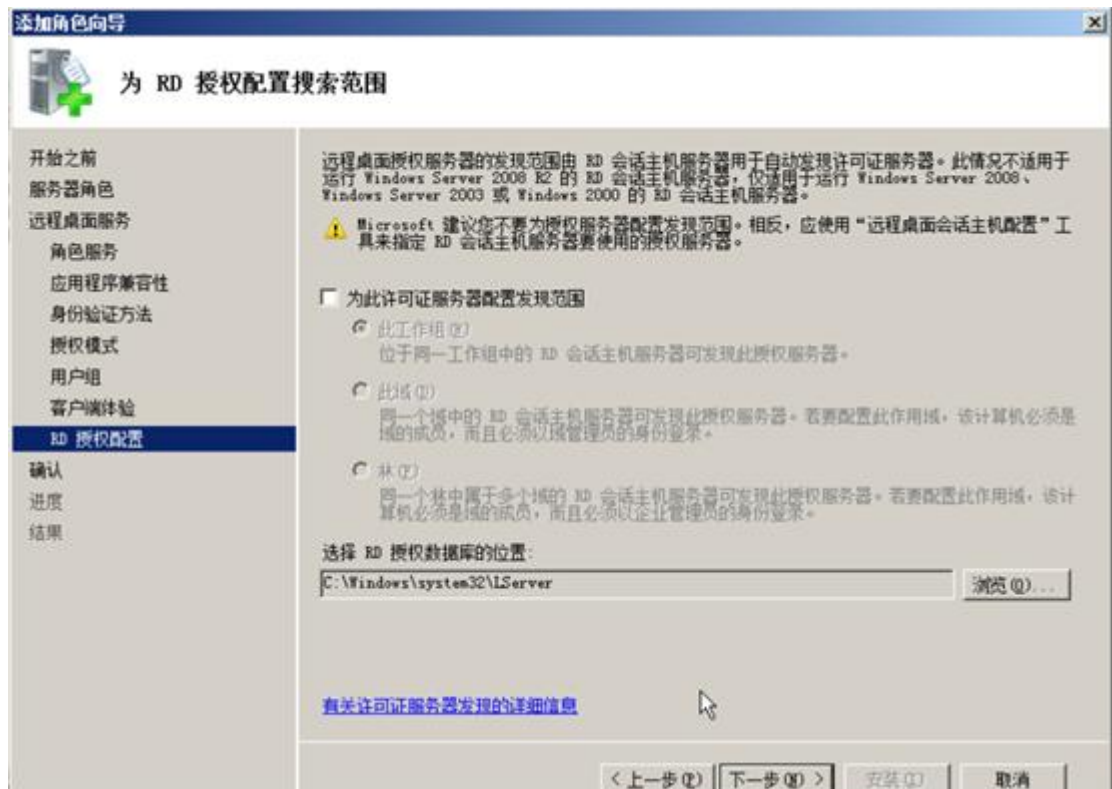 添加角色向导
为 RD 授权配置搜索范围
开始之前
服务器角色
远程桌面服务
角色服务
应用程序兼容性
身份验证方法
授权模式
用户组
客户端体验
RD 授权配置
确认
进度
结果
远程桌面授权服务器的发现范围由 RD 会话主机服务器用于自动发现许可证服务器。此情况不适用于
运行 Windows Server 2008 R2 的 RD 会话主机服务器，仅适用于运行 Windows Server 2008、
Windows Server 2003 或 Windows 2000 的 RD 会话主机服务器。
Microsoft 建议您不要为授权服务器配置发现范围。相反，应使用“远程桌面会话主机配置”工
具来指定 RD 会话主机服务器要使用的授权服务器。
为此许可证服务器配置发现范围
此工作组(W)
位于同一工作组中的 RD 会话主机服务器可发现此授权服务器。
此域(D)
同一个域中的 RD 会话主机服务器可发现此授权服务器。若要配置此作用域，该计算机必须是
域的成员，而且必须以域管理员的身份登录。
林(F)
同一个林中属于多个域的 RD 会话主机服务器可发现此授权服务器。若要配置此作用域，该计
算机必须是域的成员，而且必须以企业管理员的身份登录。
选择 RD 授权数据库的位置:
C:\Windows\system32\LServer
浏览(O)...
有关许可证服务器发现的详细信息
< 上一步(P)
下一步(N) >
安装(I)
取消